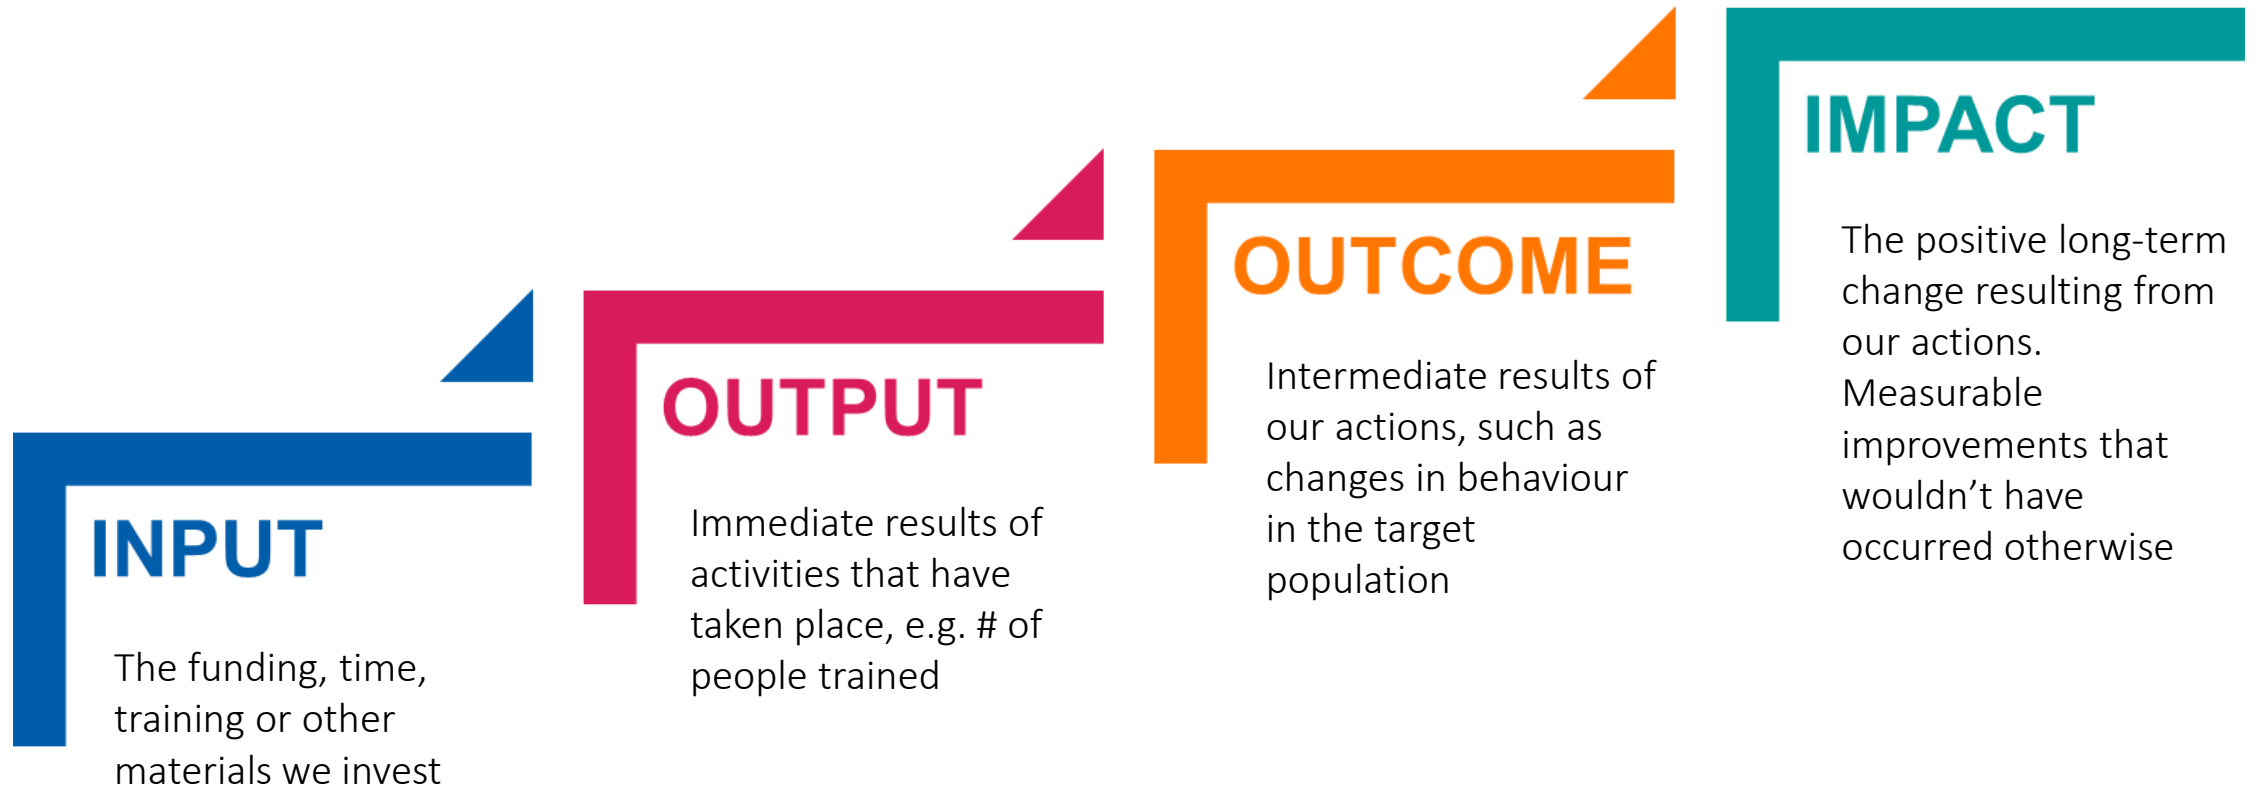 INPUT
The funding, time,
training or other
materials we invest
OUTPUT
Immediate results of
activities that have
taken place, e.g. # of
people trained
OUTCOME
Intermediate results of
our actions, such as
changes in behaviour
in the target
population
IMPACT
The positive long-term
change resulting from
our actions.
Measurable
improvements that
wouldn’t have
occurred otherwise